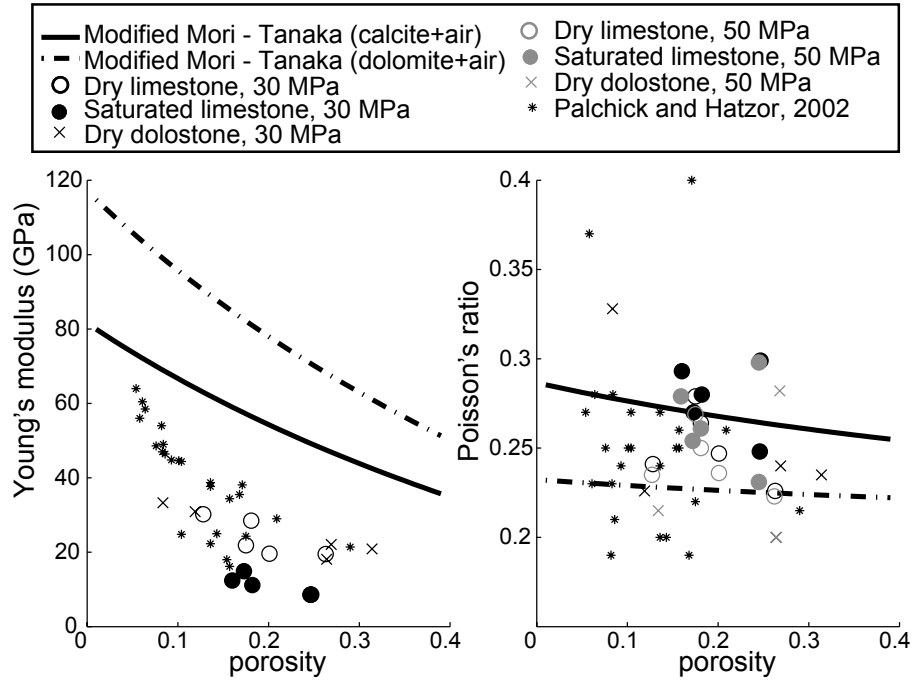 Modified Mori - Tanaka (calcite+air)
Modified Mori - Tanaka (dolomite+air)
Dry limestone, 30 MPa
Saturated limestone, 30 MPa
Dry dolostone, 30 MPa
Dry limestone, 50 MPa
Saturated limestone, 50 MPa
Dry dolostone, 50 MPa
Palchick and Hatzor, 2002
Young's modulus (GPa)
120
100
80
60
40
20
0
0 0.1 0.2 0.3 0.4
porosity
Poisson's ratio
0.4
0.35
0.3
0.25
0.2
0 0.1 0.2 0.3 0.4
porosity